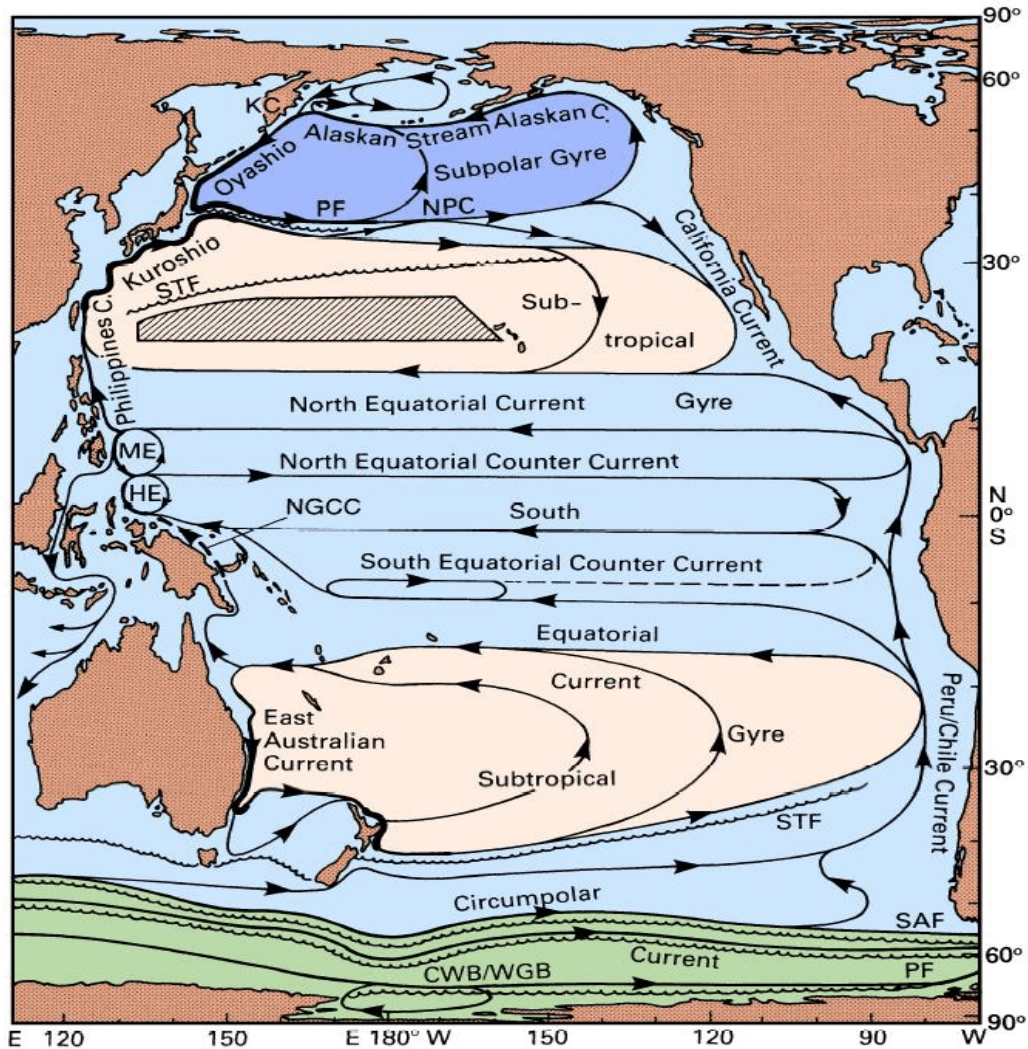 90°
60°
KC
Alaskan Stream Alaskan C.
Oyashio
Subpolar Gyre
PF
NPC
California Current
30°
Kuroshio
STF
Sub-
tropical
Philippines C.
North Equatorial Current
Gyre
ME
North Equatorial Counter Current
HE
NGCC
South
N
0°
S
South Equatorial Counter Current
Equatorial
Current
Peru/Chile Current
East
Australian
Current
Gyre
Subtropical
30°
STF
Circumpolar
SAF
Current
60°
CWB/WGB
PF
90°
E 120 150 E 180° W 150 120 90 W